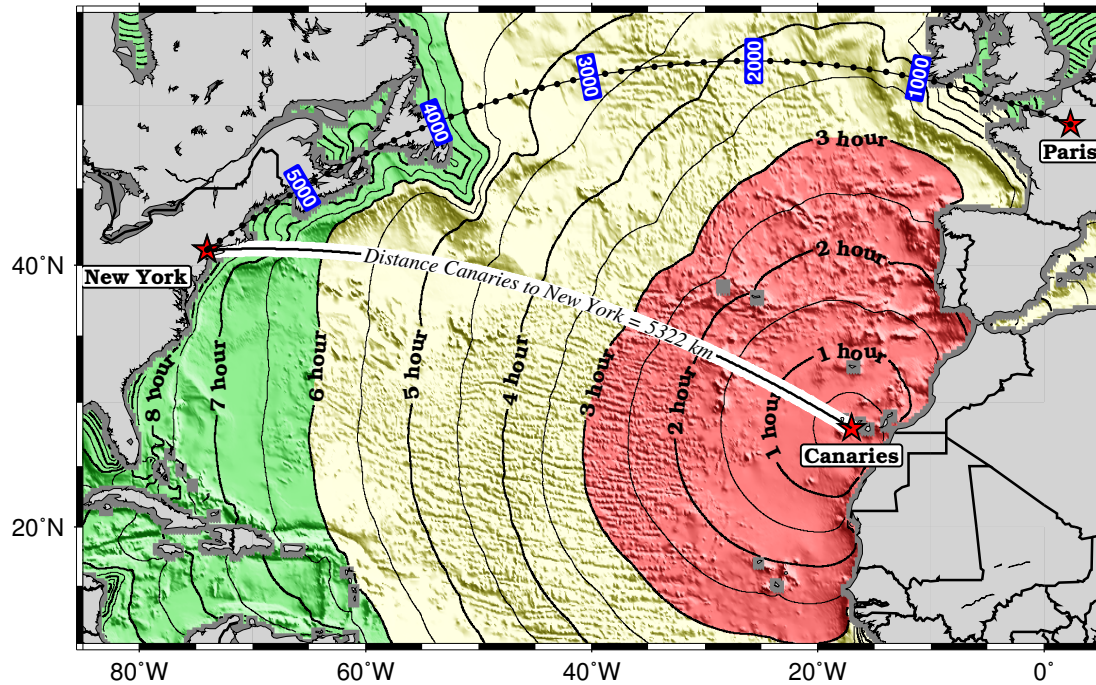 2000
3000
1000
4000
3 hour
Paris
5000
2 hour
New York
Distance Canaries to New York = 5322 km
40°N
1 hour
8 hour
7 hour
6 hour
5 hour
4 hour
3 hour
2 hour
1 hour
Canaries
20°N
80°W
60°W
40°W
20°W
0°